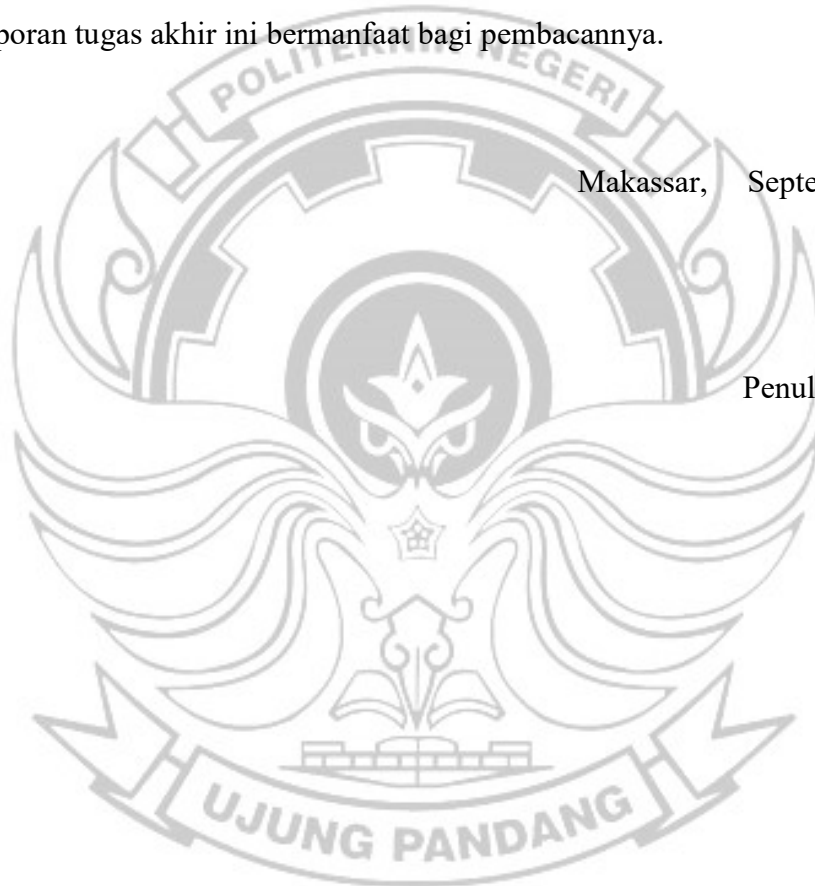 poran tugas akhir ini bermanfaat bagi pembacannya.
POLITEKNIK NEGERI
Makassar, Septe
Penul
UJUNG PANDANG